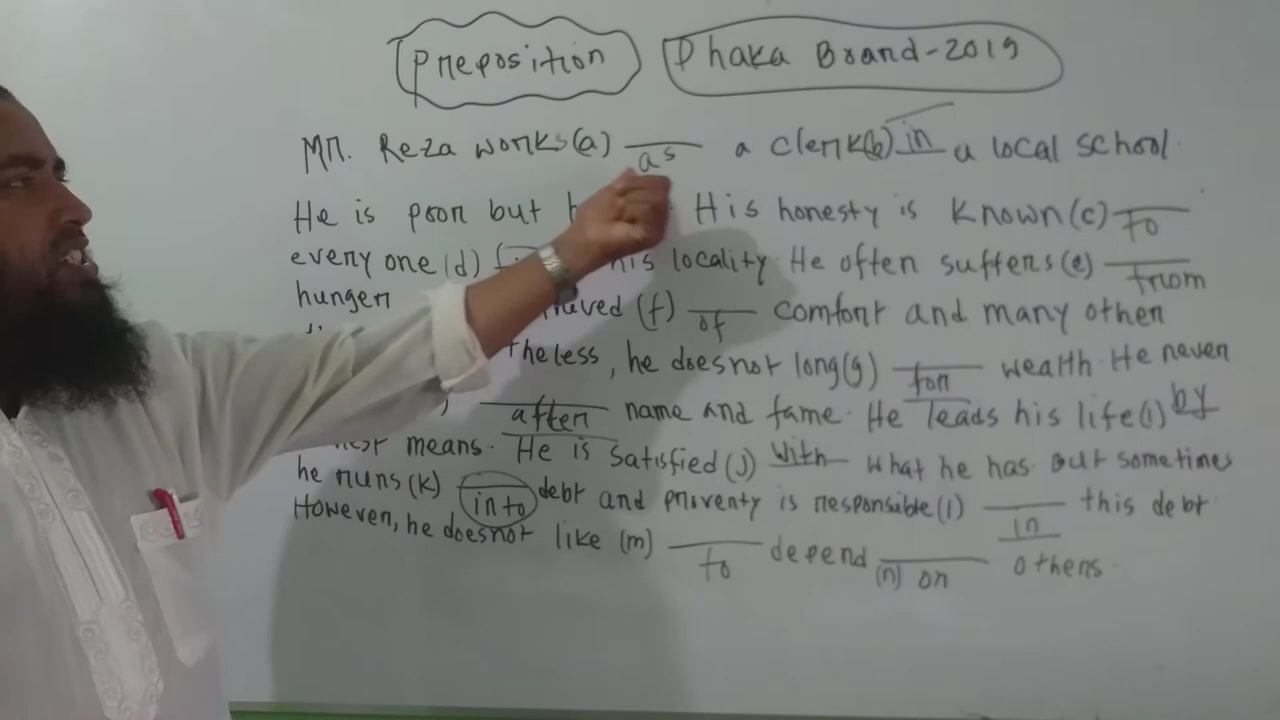 Preposition Dhaka Board-2019
Mr. Reza works (a) as a clerk (b) in a local school.
He is poor but His honesty is known (c) to
every one (d) his locality. He often suffers (e) from
hunger (f) of comfort and many other
theless, he does not long (g) for wealth. He never
after name and fame. He leads his life (i) by
means. He is satisfied (j) with what he has. But sometimes
he runs (k) into debt and proverty is responsible (l) in this debt.
However, he does not like (m) to depend (n) on others.